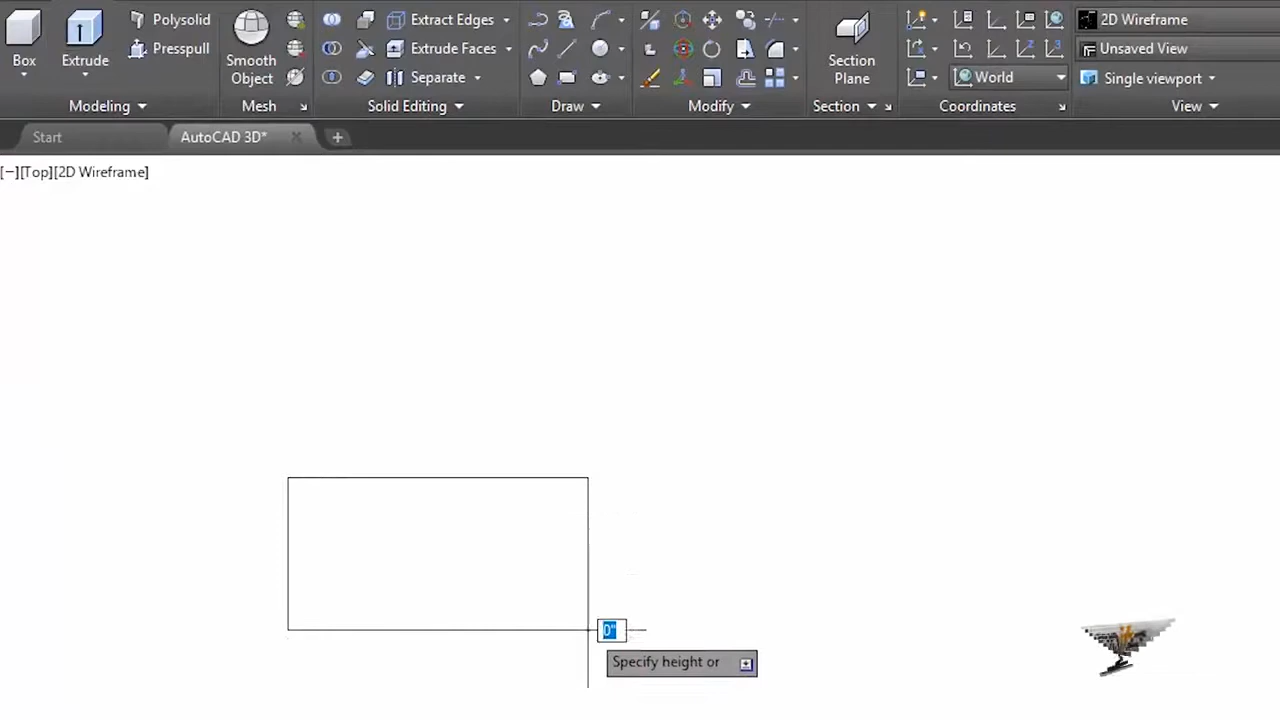 Polysolid
Extract Edges
2D Wireframe
Presspull
Extrude Faces
Unsaved View
Box
Extrude
Smooth
Object
Separate
Section
Plane
World
Single viewport
Modeling
Mesh
Solid Editing
Draw
Modify
Section
Coordinates
View
Start
AutoCAD 3D*
[−][Top][2D Wireframe]
0"
Specify height or